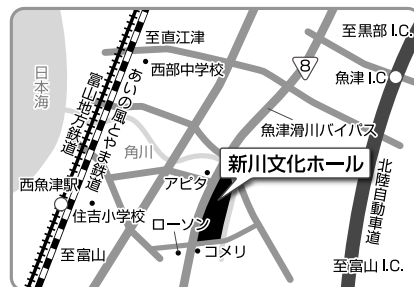 至黒部 I.C.
至直江津
8
日本海
西部中学校
魚津 I.C
あいの風とやま鉄道
富山地方鉄道
魚津滑川バイパス
角川
新川文化ホール
アピタ
北陸自動車道
西魚津駅
住吉小学校
ローソン
コメリ
至富山
至富山 I.C.